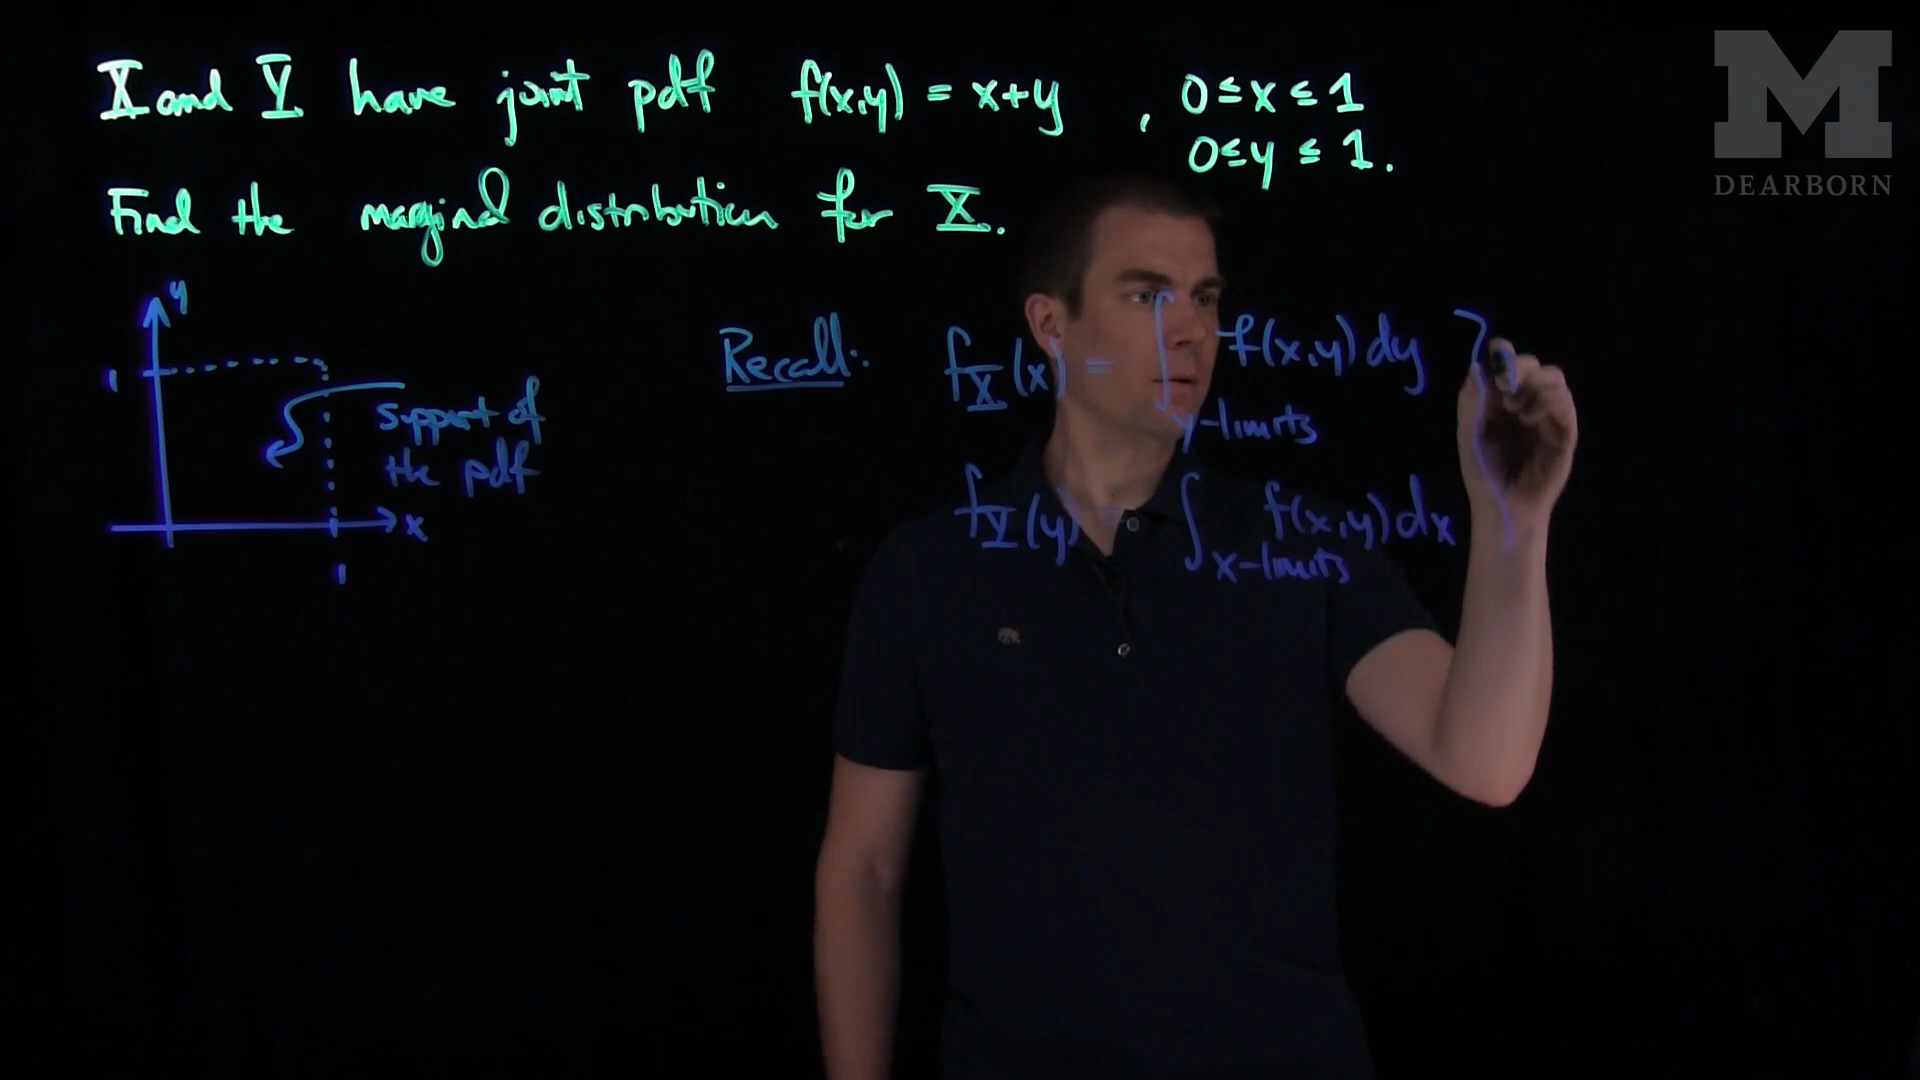 X and Y have joint pdf f(x,y) = x+y , 0≤x≤1
0≤y≤1.
Find the marginal distribution for X.
M
DEARBORN
y
1
support of
the pdf
x
1
Recall: f_X(x) = ∫ f(x,y) dy
y-limits
f_Y(y) = ∫ f(x,y) dx
x-limits